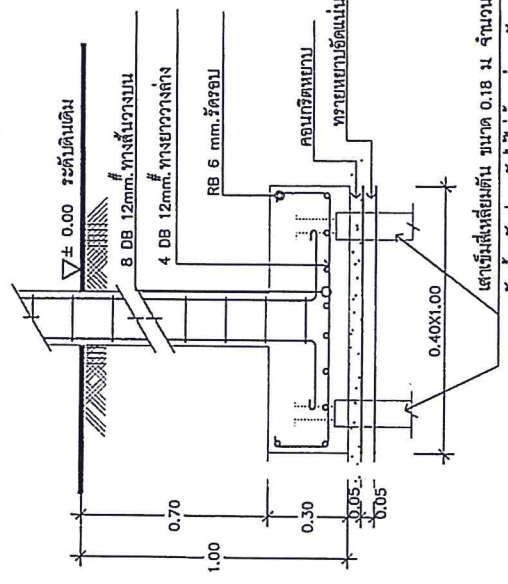 ▽± 0.00 ระดับดินเดิม
8 DB 12mm.# ทางสั้นวางบน
4 DB 12mm.# ทางยาววางล่าง
RB 6 mm.รัดรอบ
คอนกรีตหยาบ
ทรายหยาบอัดแน่น
0.70
1.00
0.30
0.05
0.05
0.40X1.00
เสาเข็มสี่เหลี่ยมตัน ขนาด 0.18 ม จำนวน